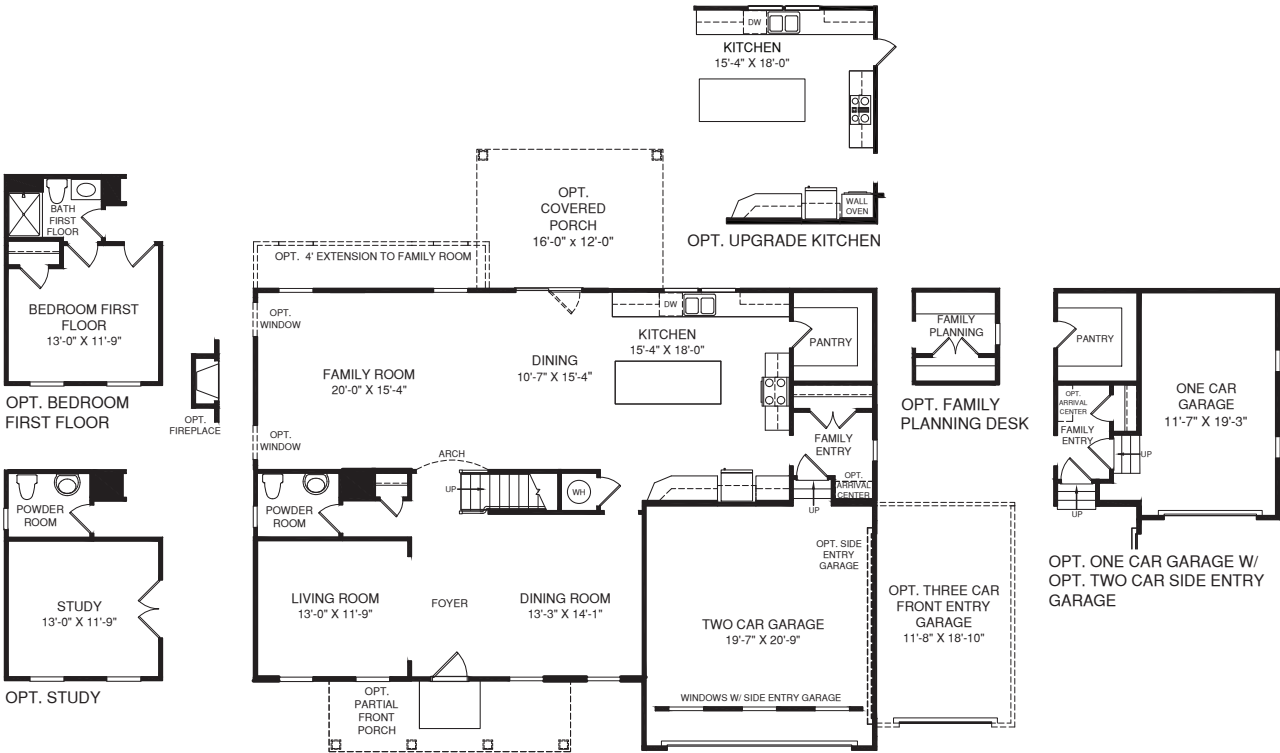 DW
KITCHEN
15'-4" X 18'-0"
WALL
OVEN
OPT. UPGRADE KITCHEN
BATH
FIRST
FLOOR
BEDROOM FIRST
FLOOR
13'-0" X 11'-9"
OPT. BEDROOM
FIRST FLOOR
OPT.
FIREPLACE
POWDER
ROOM
STUDY
13'-0" X 11'-9"
OPT. STUDY
OPT.
COVERED
PORCH
16'-0" x 12'-0"
OPT. 4' EXTENSION TO FAMILY ROOM
OPT.
WINDOW
FAMILY ROOM
20'-0" X 15'-4"
OPT.
WINDOW
DINING
10'-7" X 15'-4"
DW
KITCHEN
15'-4" X 18'-0"
PANTRY
FAMILY
ENTRY
OPT.
ARRIVAL
CENTER
UP
ARCH
UP
WH
POWDER
ROOM
LIVING ROOM
13'-0" X 11'-9"
FOYER
DINING ROOM
13'-3" X 14'-1"
OPT. SIDE
ENTRY
GARAGE
TWO CAR GARAGE
19'-7" X 20'-9"
WINDOWS W/ SIDE ENTRY GARAGE
OPT.
PARTIAL
FRONT
PORCH
OPT. THREE CAR
FRONT ENTRY
GARAGE
11'-8" X 18'-10"
FAMILY
PLANNING
OPT. FAMILY
PLANNING DESK
PANTRY
OPT.
ARRIVAL
CENTER
FAMILY
ENTRY
UP
UP
ONE CAR
GARAGE
11'-7" X 19'-3"
OPT. ONE CAR GARAGE W/
OPT. TWO CAR SIDE ENTRY
GARAGE